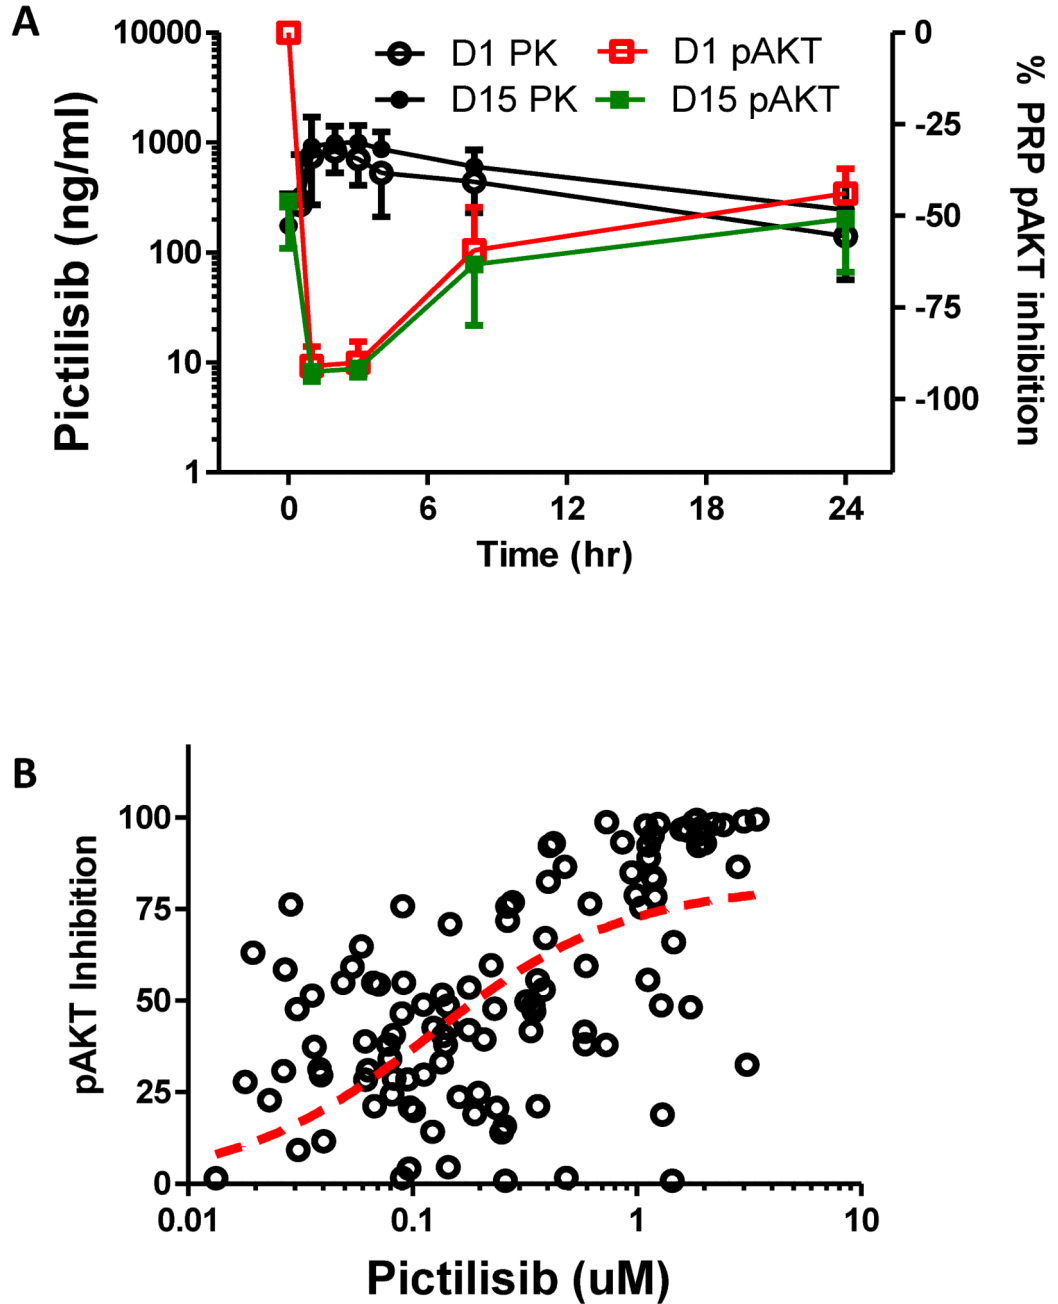 A
Pictilisib (ng/ml)
10000
1000
100
10
1
D1 PK
D1 pAKT
D15 PK
D15 pAKT
0
-25
-50
-75
-100
% PRP pAKT inhibition
0 6 12 18 24
Time (hr)
B
pAKT Inhibition
100
75
50
25
0
0.01 0.1 1 10
Pictilisib (uM)